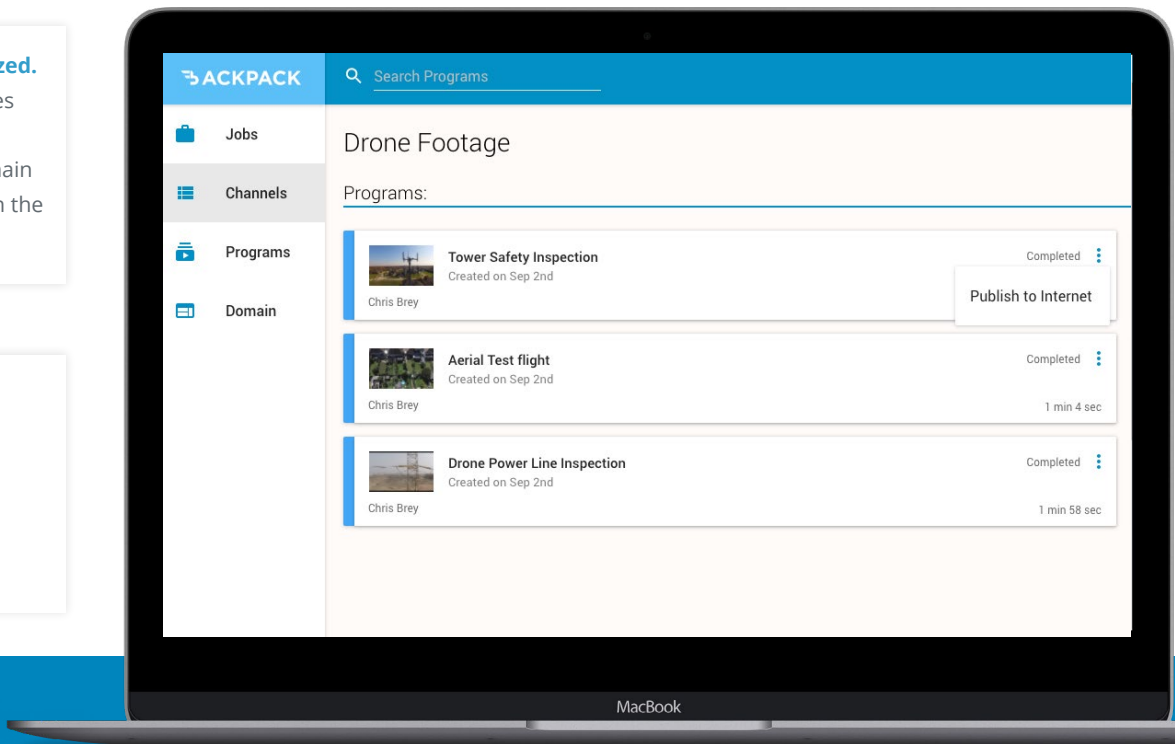 zed.
es
ain
n the
BACKPACK
Search Programs
Jobs
Channels
Programs
Domain
Drone Footage
Programs:
Tower Safety Inspection
Created on Sep 2nd
Chris Brey
Completed
Publish to Internet
Aerial Test flight
Created on Sep 2nd
Chris Brey
Completed
1 min 4 sec
Drone Power Line Inspection
Created on Sep 2nd
Chris Brey
Completed
1 min 58 sec
MacBook